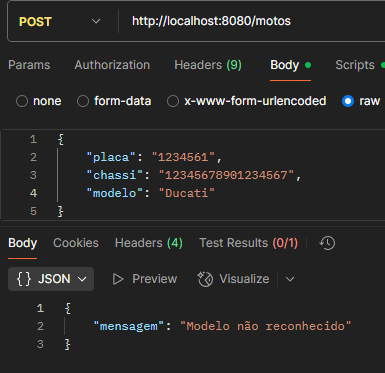 POST http://localhost:8080/motos
Params Authorization Headers (9) Body Scripts
none form-data x-www-form-urlencoded raw
1 {
2 "placa": "1234561",
3 "chassi": "12345678901234567",
4 "modelo": "Ducati"
5 }
Body Cookies Headers (4) Test Results (0/1)
{} JSON Preview Visualize
1 {
2 "mensagem": "Modelo não reconhecido"
3 }